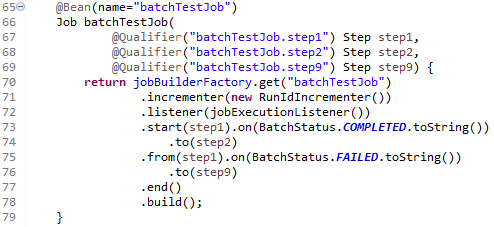 65 @Bean(name="batchTestJob")
66 Job batchTestJob(
67 @Qualifier("batchTestJob.step1") Step step1,
68 @Qualifier("batchTestJob.step2") Step step2,
69 @Qualifier("batchTestJob.step9") Step step9) {
70 return jobBuilderFactory.get("batchTestJob")
71 .incrementer(new RunIdIncrementer())
72 .listener(jobExecutionListener())
73 .start(step1).on(BatchStatus.COMPLETED.toString())
74 .to(step2)
75 .from(step1).on(BatchStatus.FAILED.toString())
76 .to(step9)
77 .end()
78 .build();
79 }